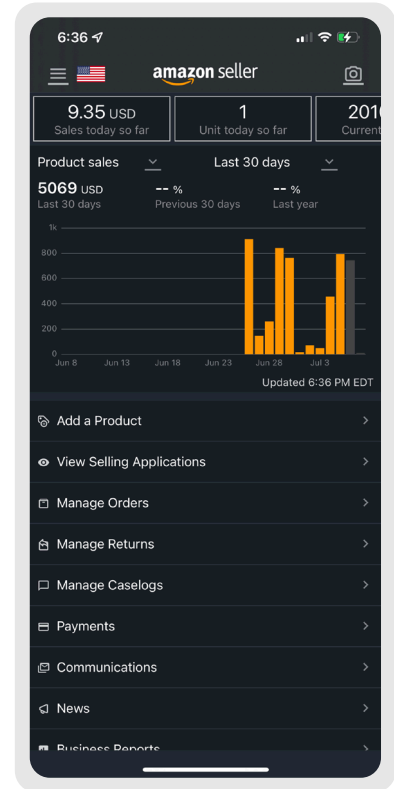 6:36
amazon seller
9.35 USD
Sales today so far
1
Unit today so far
201
Current
Product sales
Last 30 days
5069 USD
Last 30 days
-- %
Previous 30 days
-- %
Last year
1k
800
600
400
200
0
Jun 8 Jun 13 Jun 18 Jun 23 Jun 28 Jul 3
Updated 6:36 PM EDT
Add a Product
View Selling Applications
Manage Orders
Manage Returns
Manage Caselogs
Payments
Communications
News
Business Reports